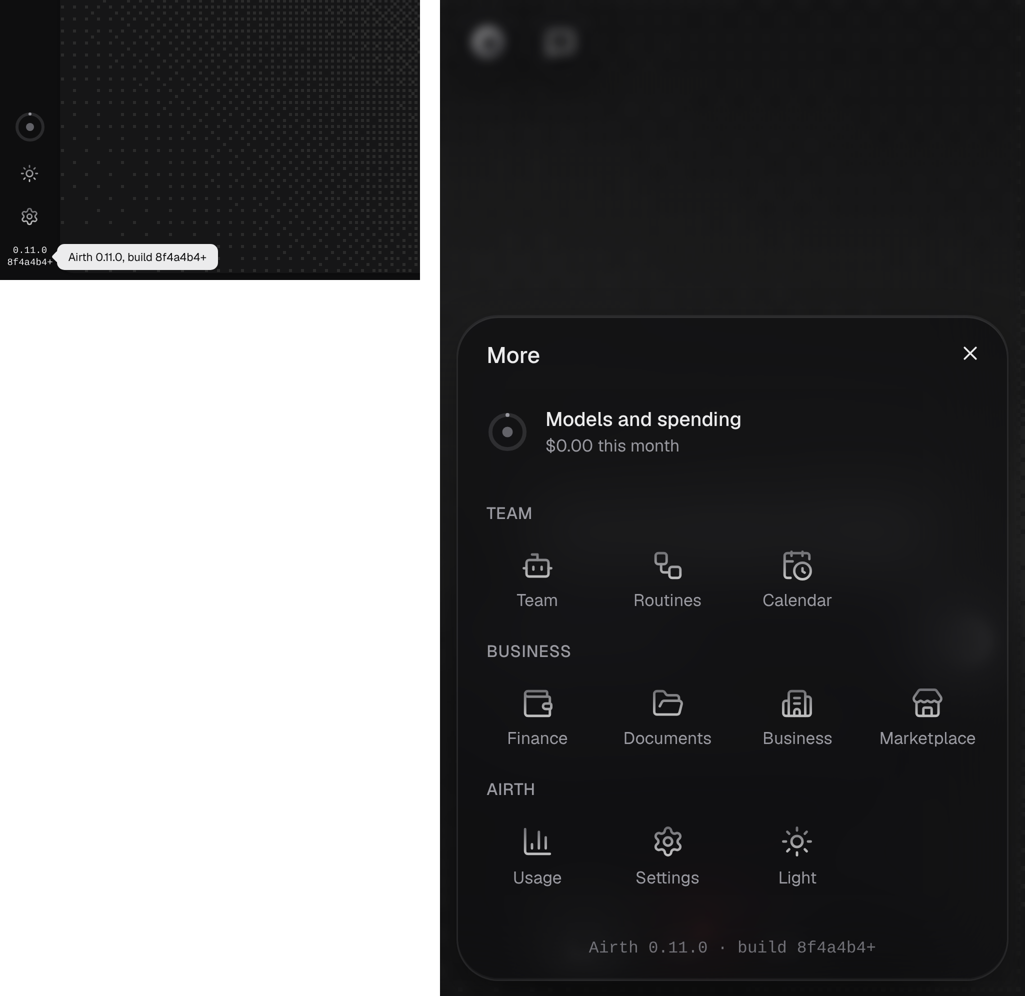 0.11.0
8f4a4b4+
Airth 0.11.0, build 8f4a4b4+
More
Models and spending
$0.00 this month
TEAM
Team
Routines
Calendar
BUSINESS
Finance
Documents
Business
Marketplace
AIRTH
Usage
Settings
Light
Airth 0.11.0 · build 8f4a4b4+